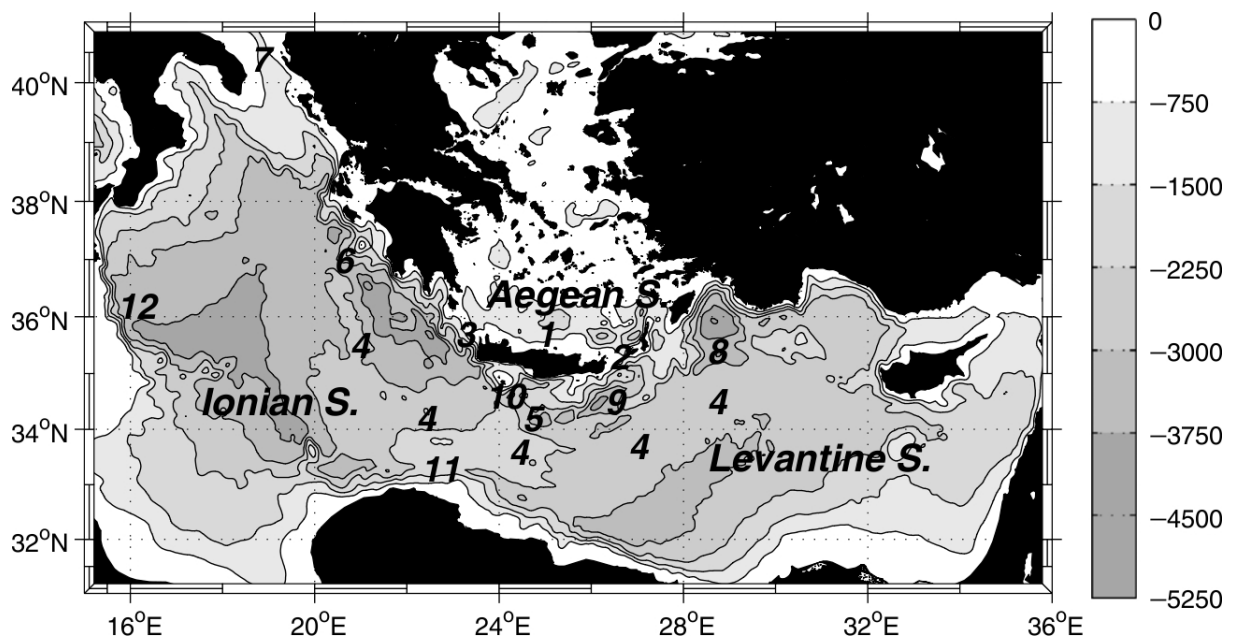 40°N
38°N
36°N
34°N
32°N
7
6
12
Aegean S.
1
3
2
4
8
Ionian S.
10
9
4
4
5
4
4
11
Levantine S.
16°E
20°E
24°E
28°E
32°E
36°E
0
−750
−1500
−2250
−3000
−3750
−4500
−5250